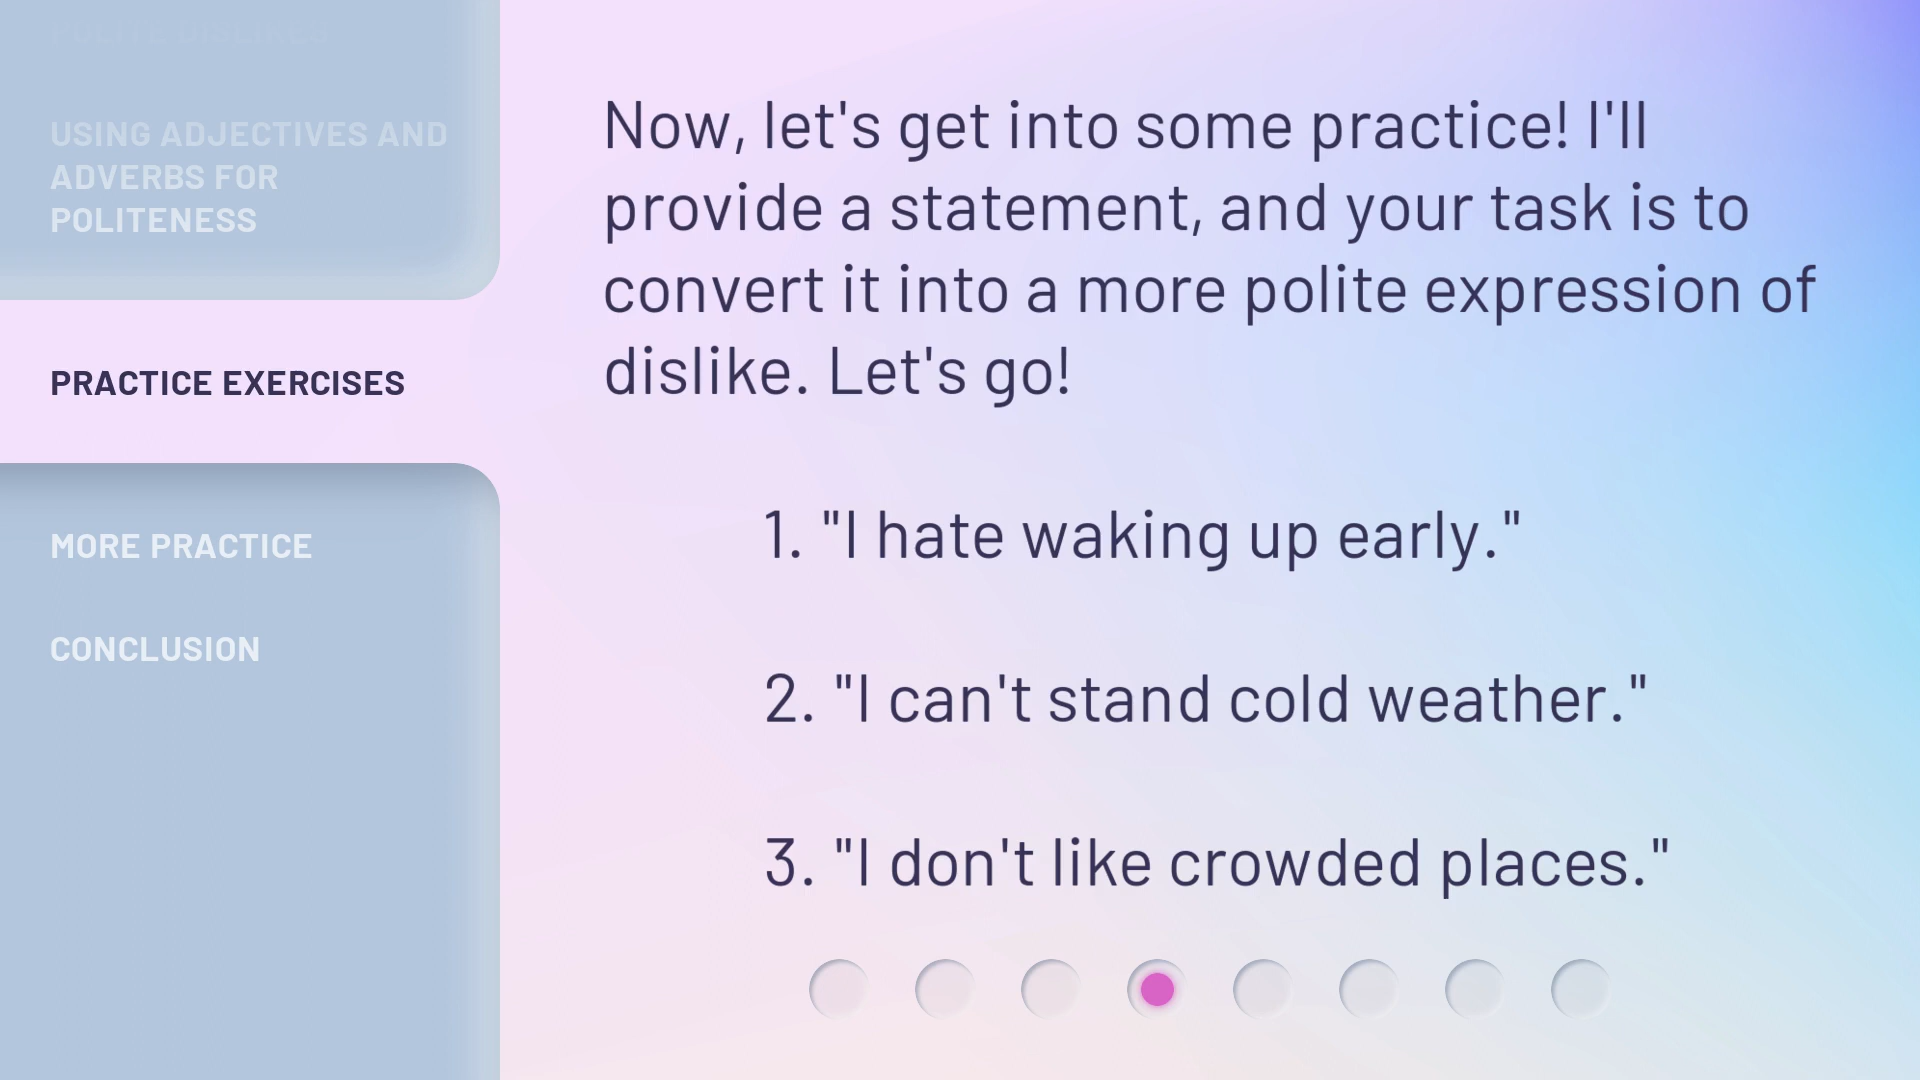 USING ADJECTIVES AND
ADVERBS FOR
POLITENESS
PRACTICE EXERCISES
MORE PRACTICE
CONCLUSION
Now, let's get into some practice! I'll
provide a statement, and your task is to
convert it into a more polite expression of
dislike. Let's go!
1. "I hate waking up early."
2. "I can't stand cold weather."
3. "I don't like crowded places."